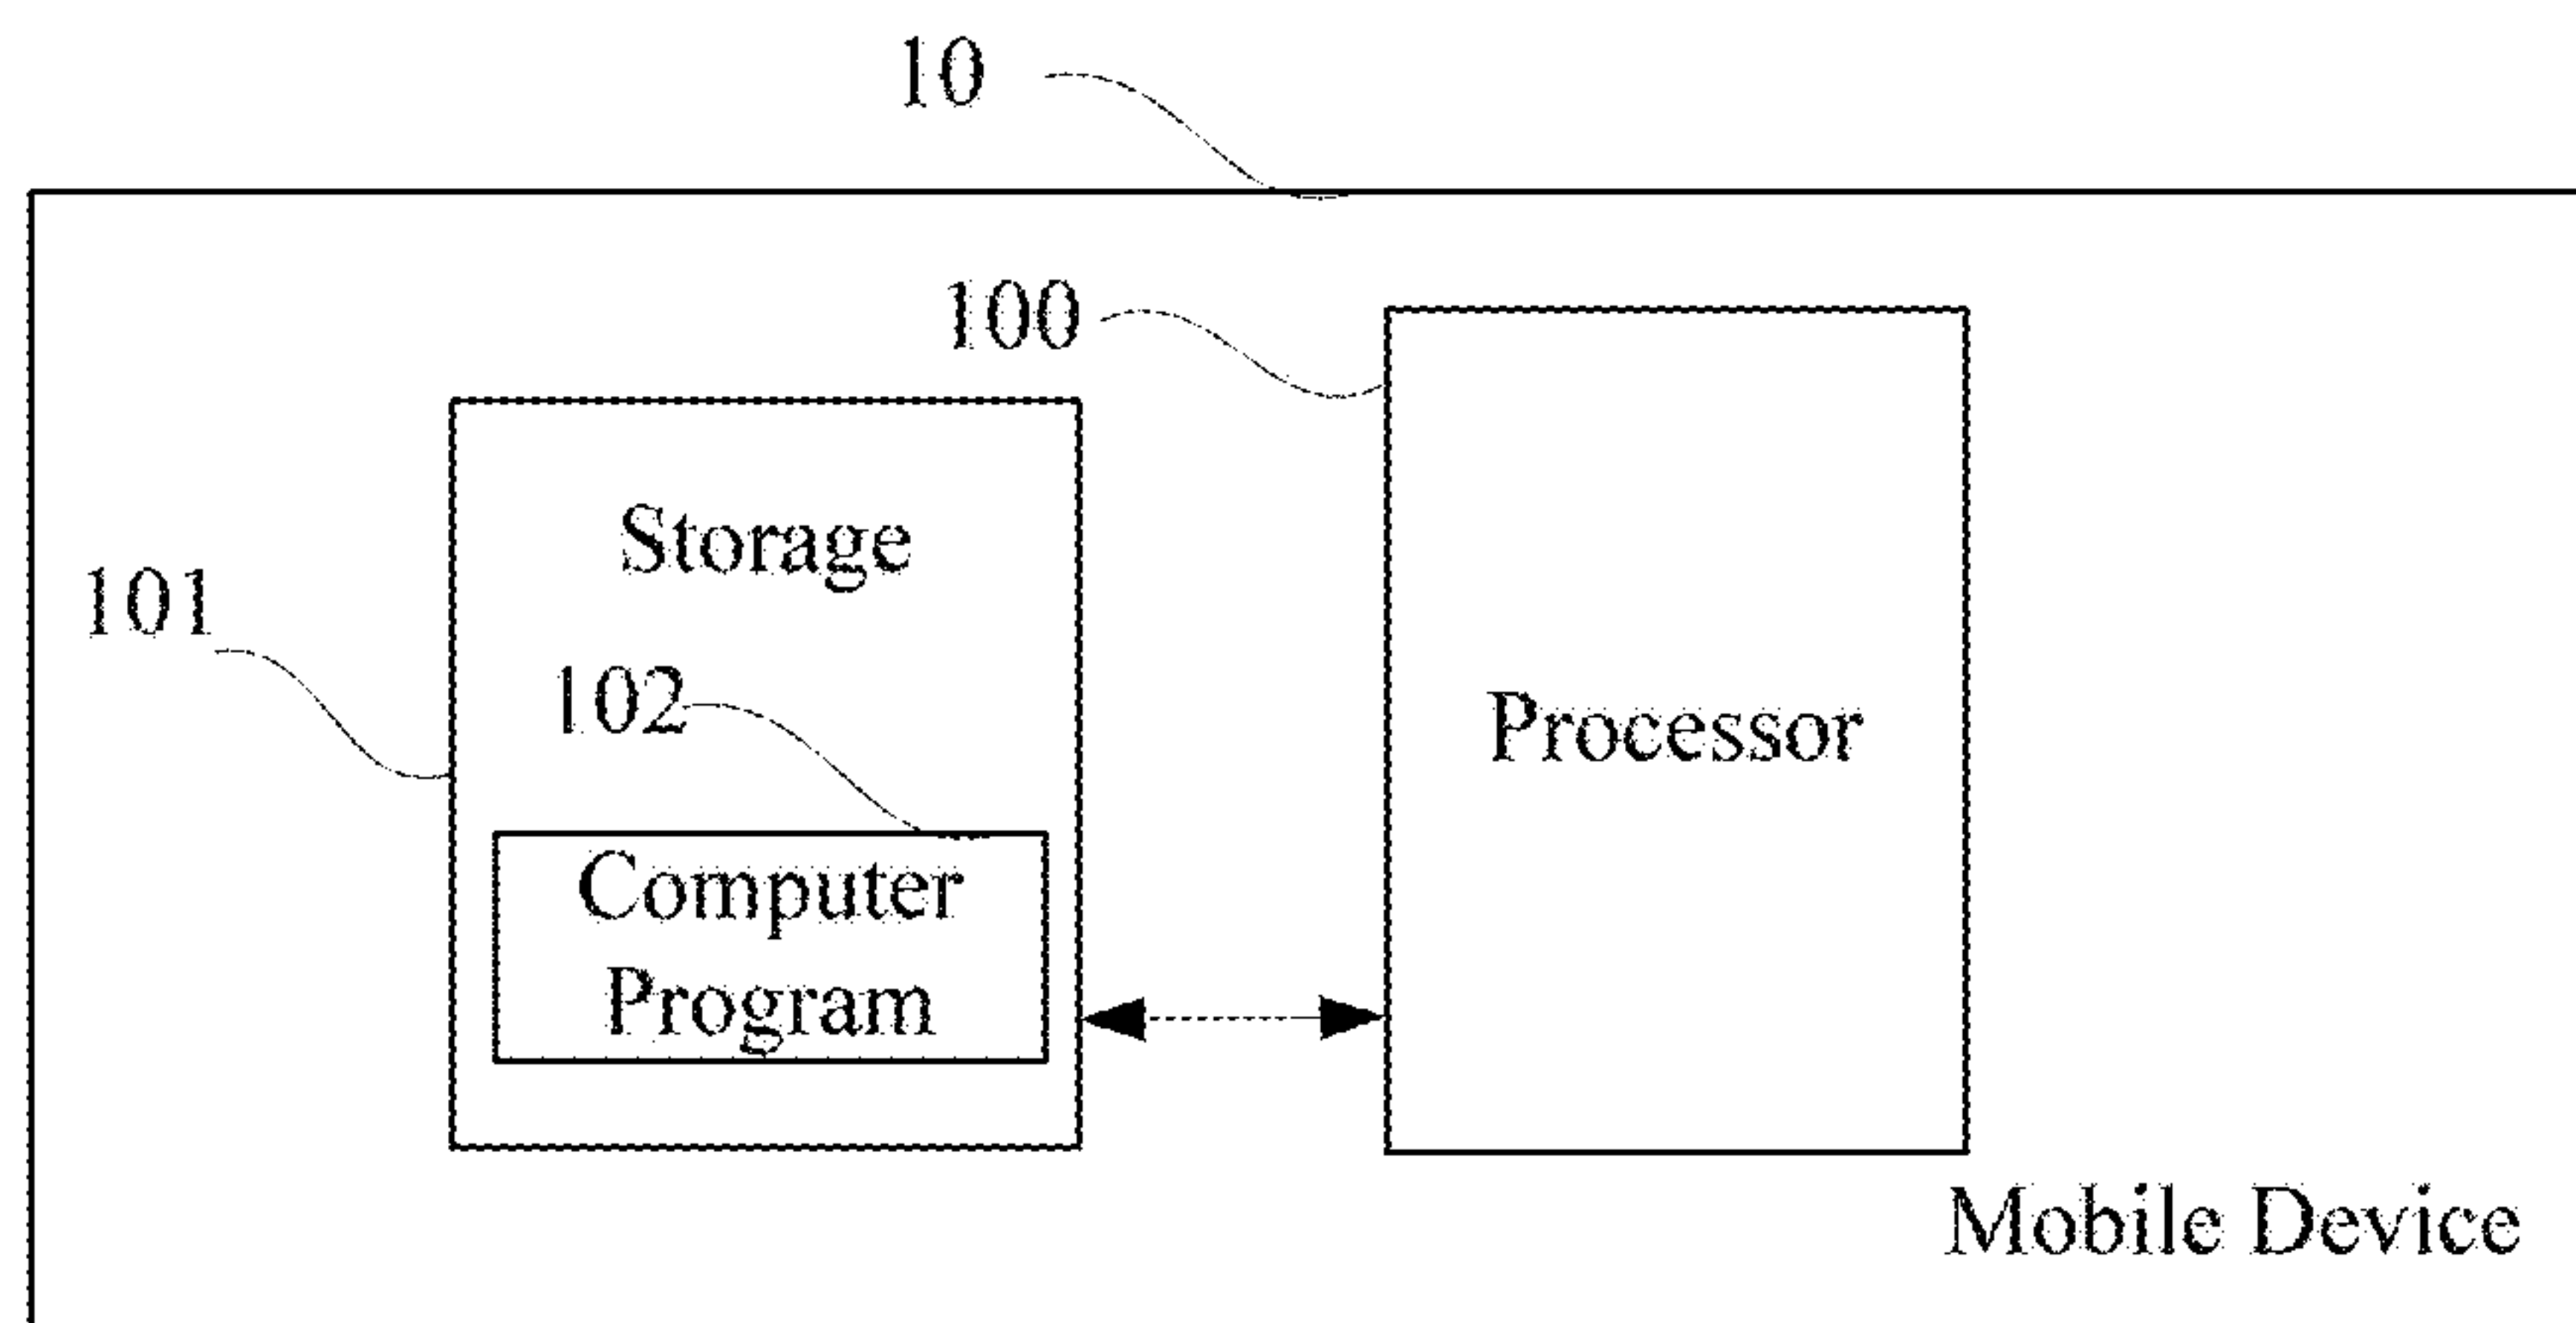 10
100
Storage
101
102
Processor
Computer
Program
Mobile Device